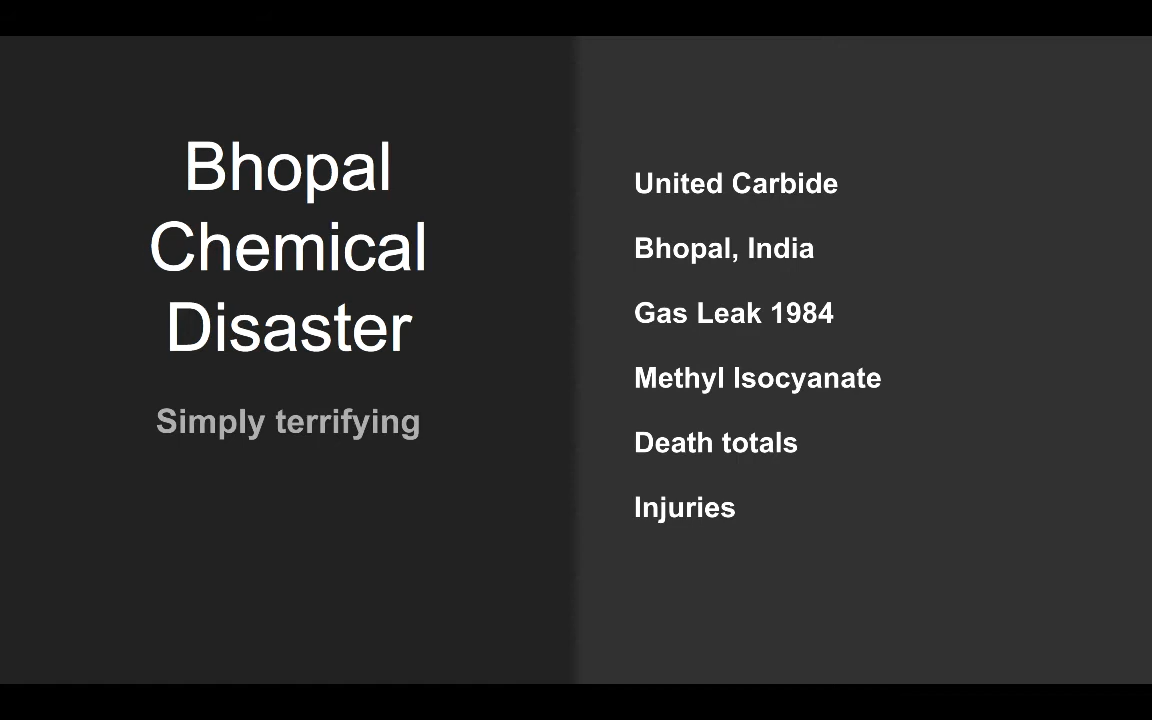 Bhopal
Chemical
Disaster
Simply terrifying
United Carbide
Bhopal, India
Gas Leak 1984
Methyl Isocyanate
Death totals
Injuries